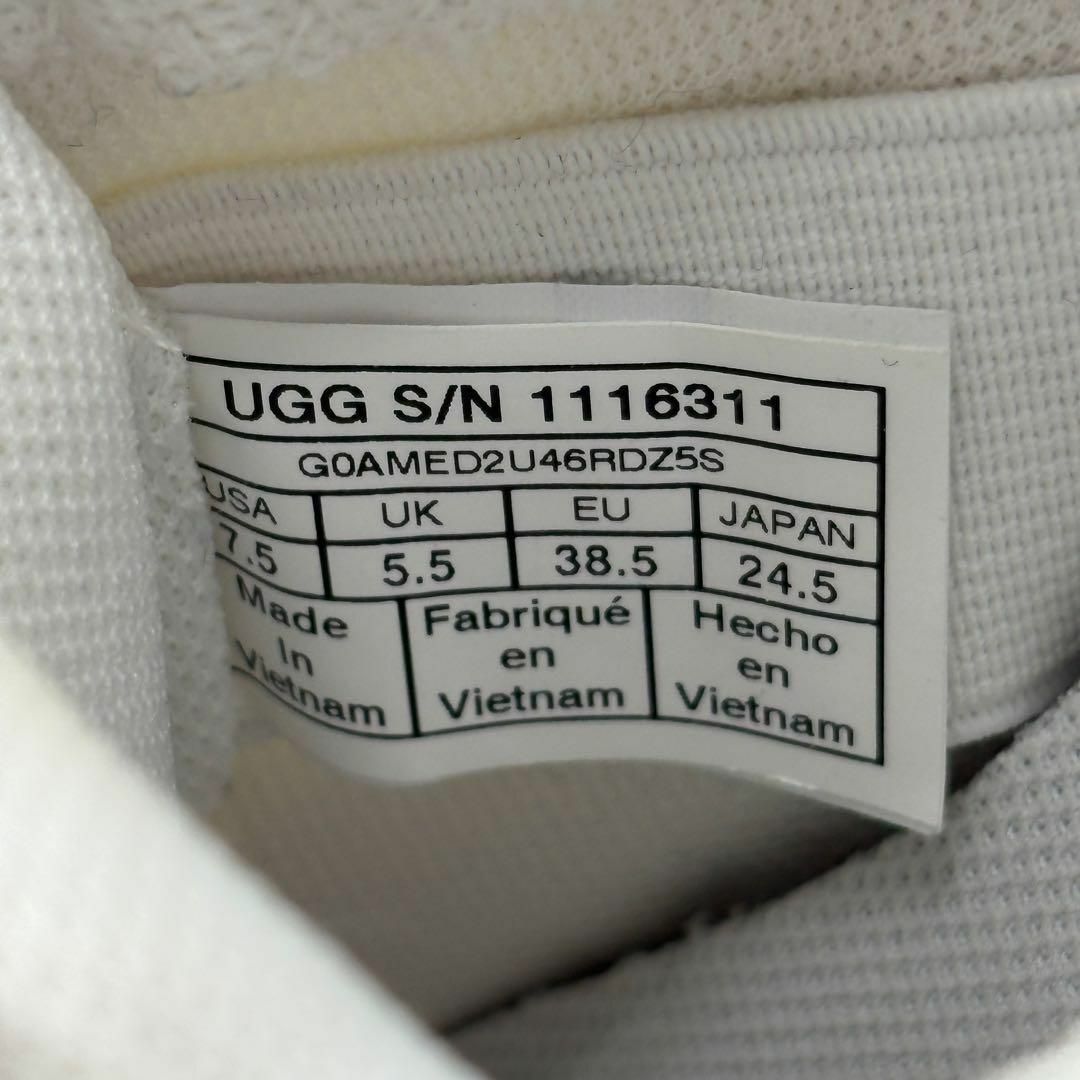 UGG S/N 1116311
G0AMED2U46RDZ5S
USA UK EU JAPAN
7.5 5.5 38.5 24.5
Made
In
Vietnam
Fabriqué
en
Vietnam
Hecho
en
Vietnam